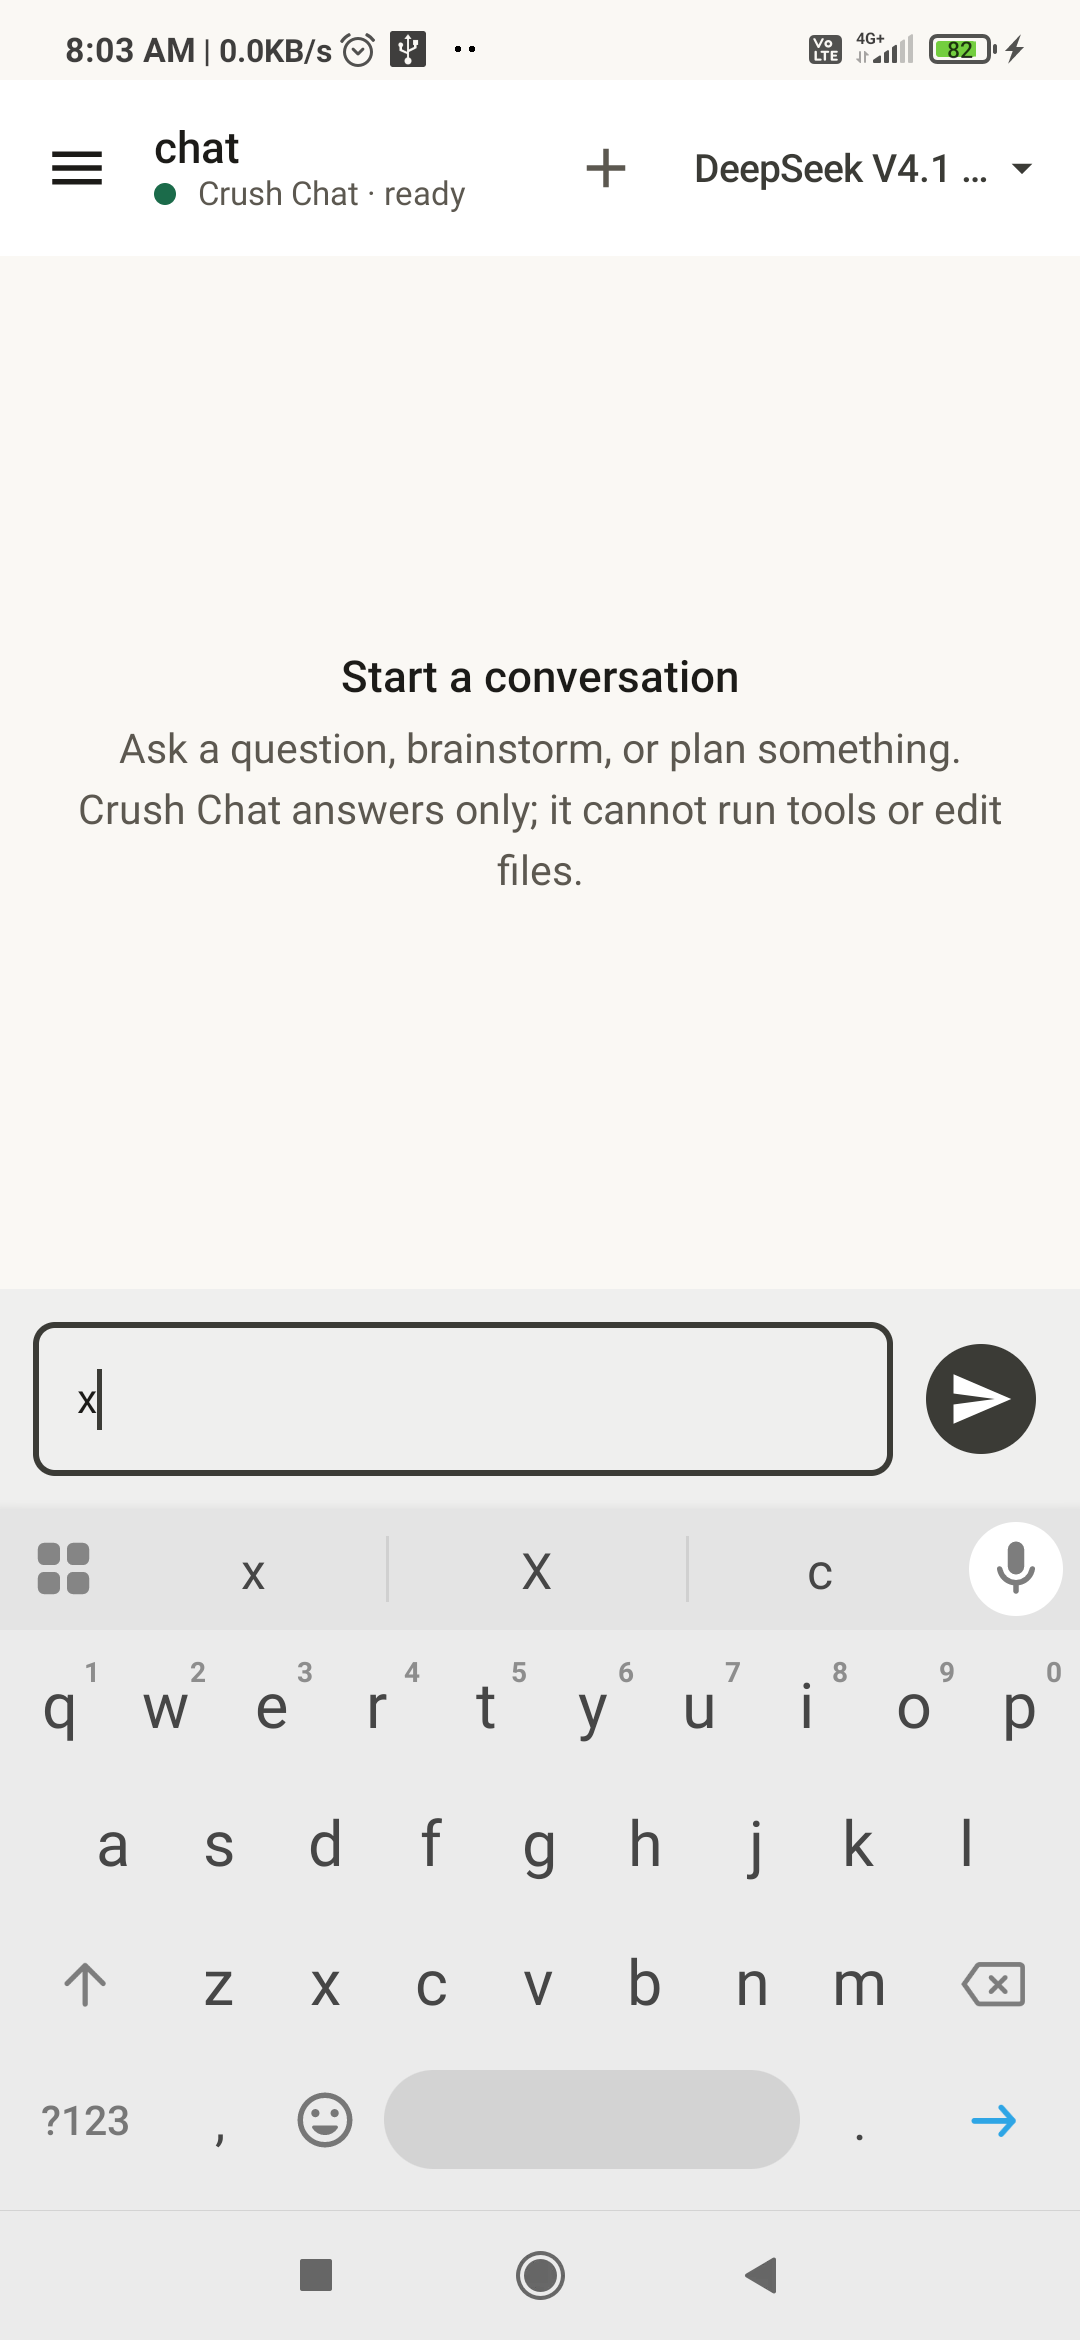 8:03 AM | 0.0KB/s
Vo LTE 4G+ 82
chat
Crush Chat · ready
DeepSeek V4.1 ...
Start a conversation
Ask a question, brainstorm, or plan something.
Crush Chat answers only; it cannot run tools or edit
files.
x
x X c
1 2 3 4 5 6 7 8 9 0
q w e r t y u i o p
a s d f g h j k l
z x c v b n m
?123 , .